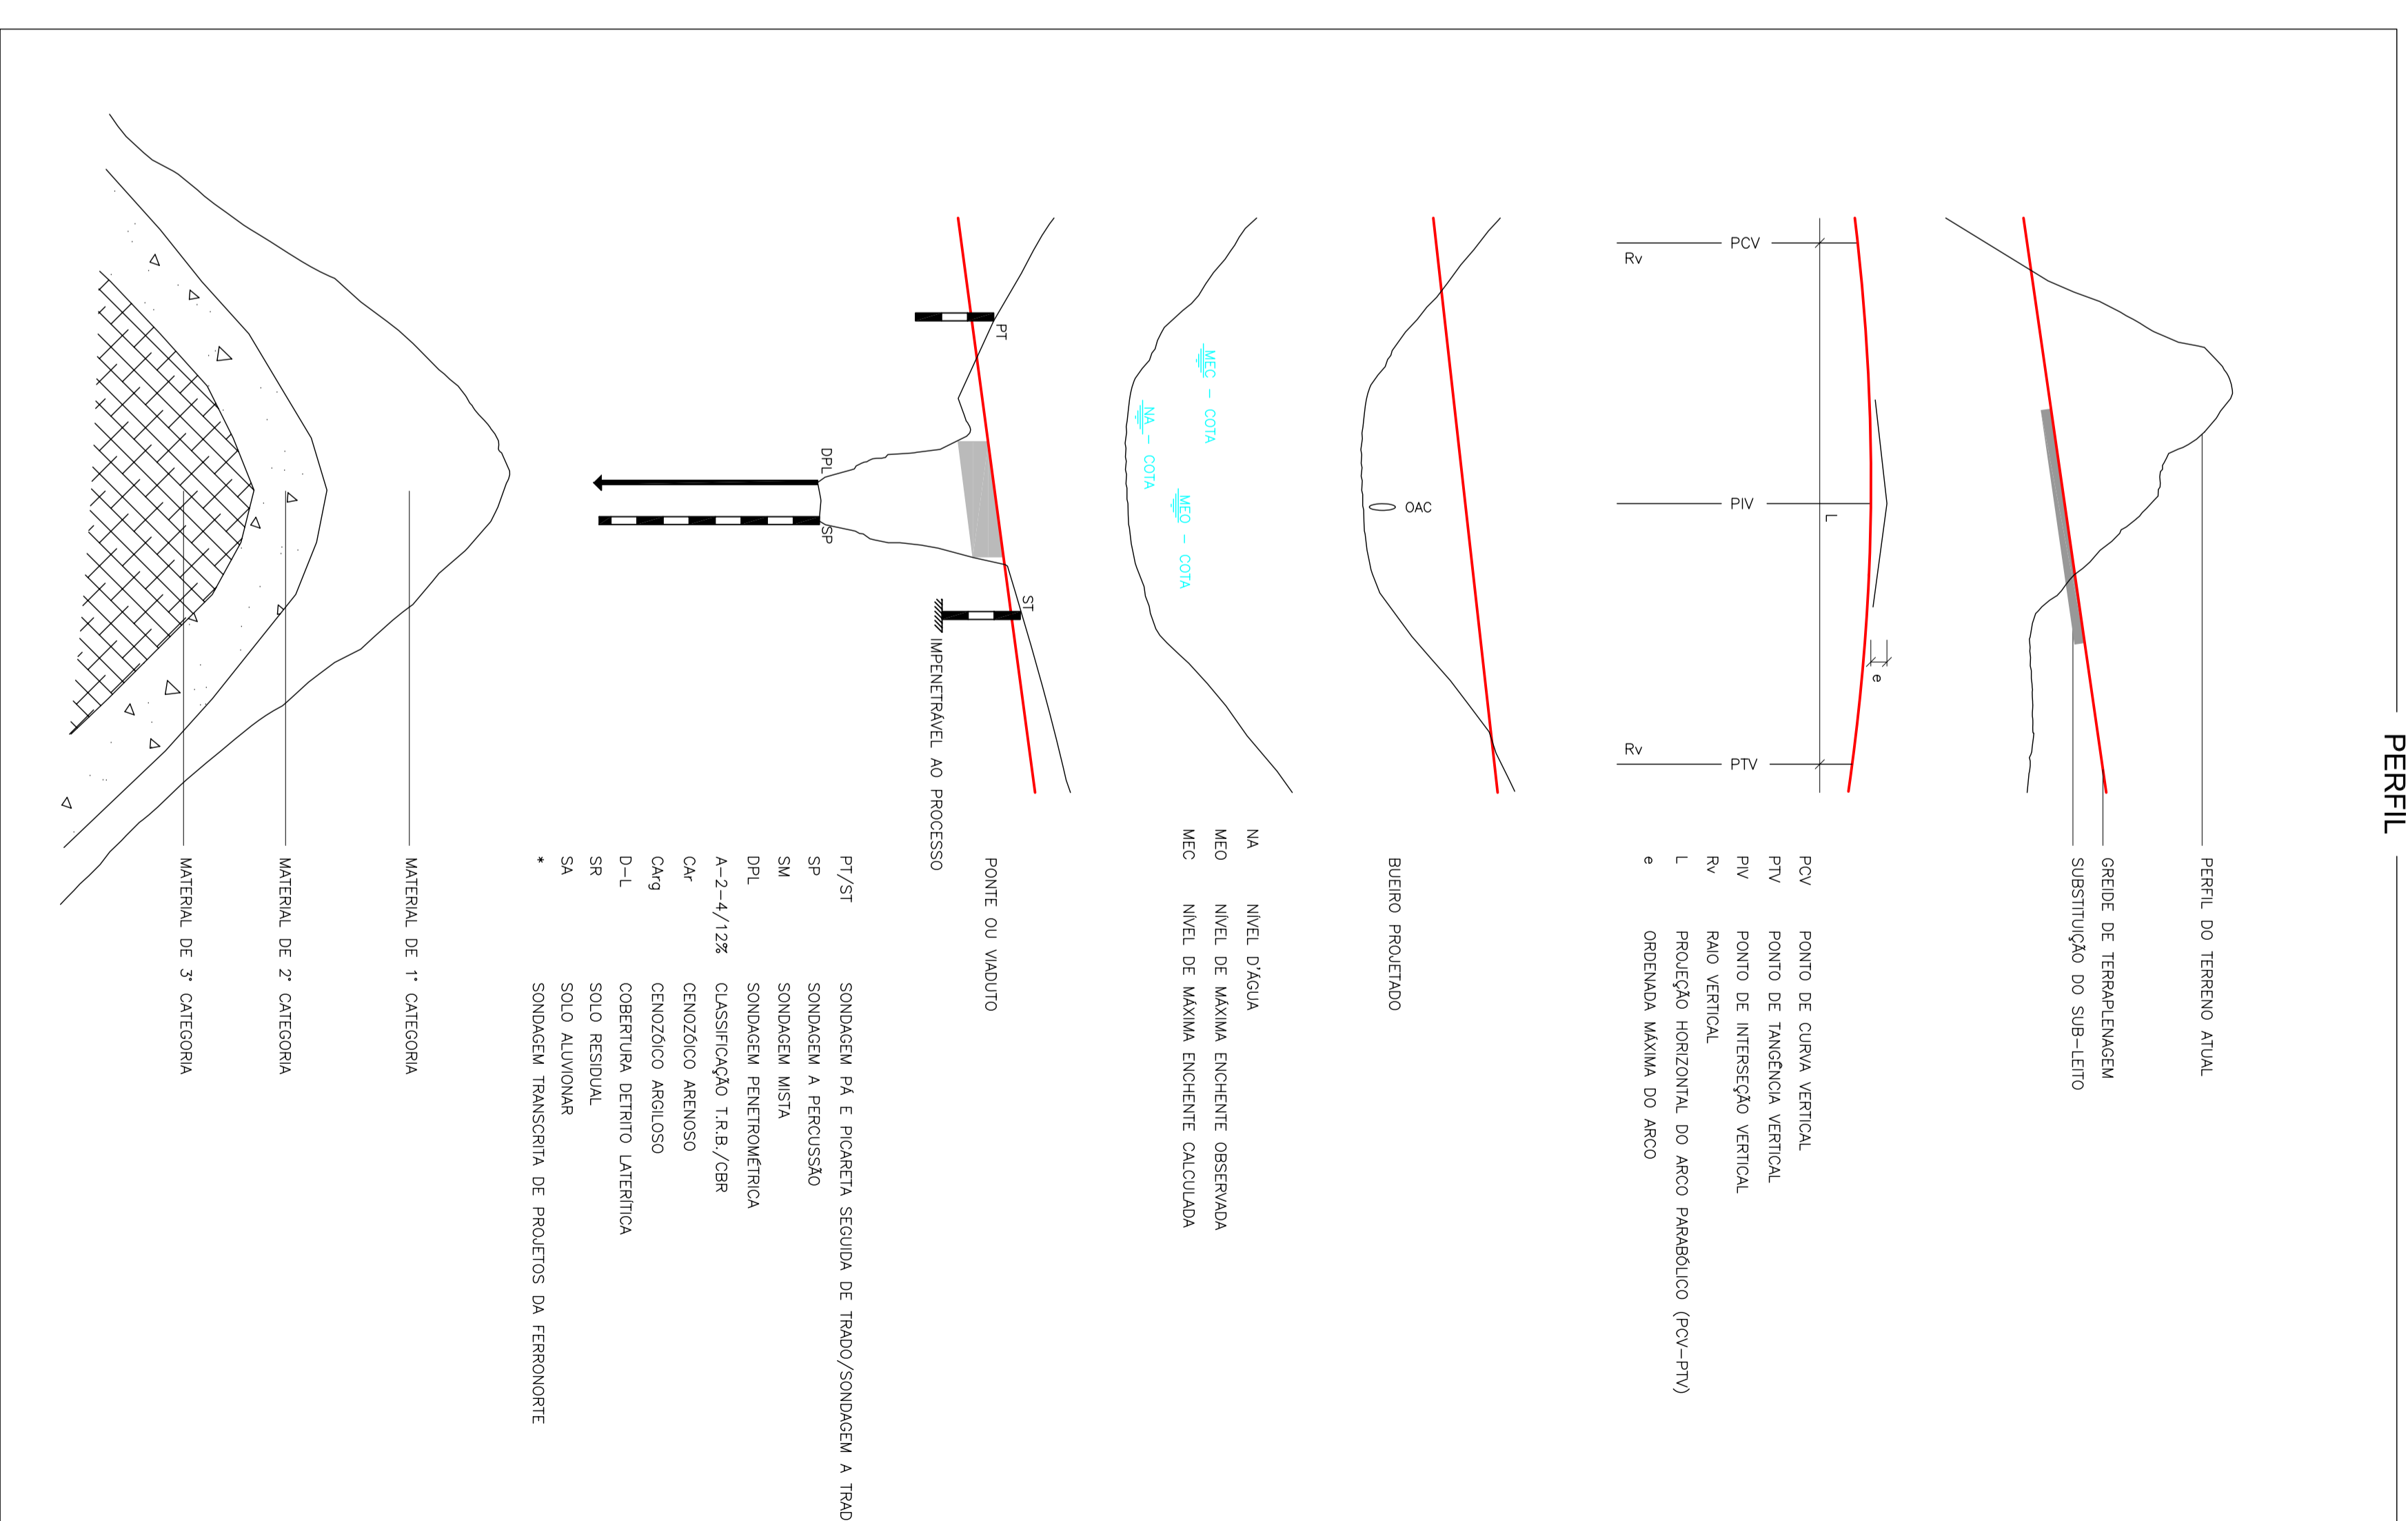 PERFIL
PERFIL DO TERRENO ATUAL
GREIDE DE TERRAPLENAGEM
SUBSTITUIÇÃO DO SUB-LEITO
e
L
PCV PIV PTV
Rv Rv
PCV PONTO DE CURVA VERTICAL
PTV PONTO DE TANGÊNCIA VERTICAL
PIV PONTO DE INTERSEÇÃO VERTICAL
Rv RAIO VERTICAL
L PROJEÇÃO HORIZONTAL DO ARCO PARABÓLICO (PCV-PTV)
e ORDENADA MÁXIMA DO ARCO
OAC
BUEIRO PROJETADO
MEC - COTA
MEO - COTA
NA - COTA
NA NÍVEL D'ÁGUA
MEO NÍVEL DE MÁXIMA ENCHENTE OBSERVADA
MEC NÍVEL DE MÁXIMA ENCHENTE CALCULADA
PT
ST
PONTE OU VIADUTO
IMPENETRÁVEL AO PROCESSO
DPL SP
PT/ST SONDAGEM PÁ E PICARETA SEGUIDA DE TRADO/SONDAGEM A TRAD
SP SONDAGEM A PERCUSSÃO
SM SONDAGEM MISTA
DPL SONDAGEM PENETROMÉTRICA
A-2-4/12% CLASSIFICAÇÃO T.R.B./CBR
CAr CENOZÓICO ARENOSO
CArg CENOZÓICO ARGILOSO
D-L COBERTURA DETRITO LATERÍTICA
SR SOLO RESIDUAL
SA SOLO ALUVIONAR
* SONDAGEM TRANSCRITA DE PROJETOS DA FERRONORTE
MATERIAL DE 1° CATEGORIA
MATERIAL DE 2° CATEGORIA
MATERIAL DE 3° CATEGORIA